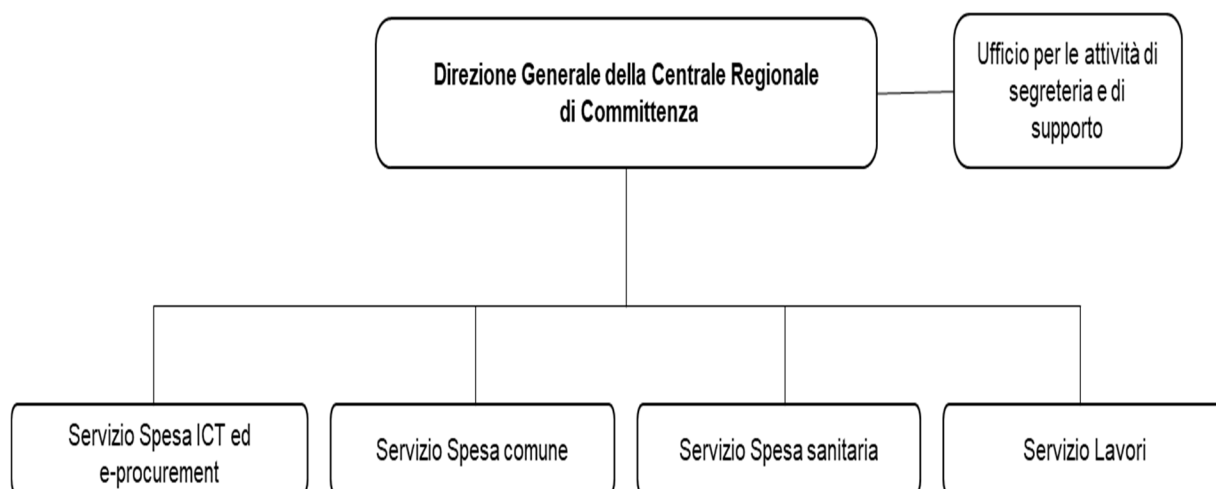 Direzione Generale della Centrale Regionale
di Committenza
Ufficio per le attività di
segreteria e di
supporto
Servizio Spesa ICT ed
e-procurement
Servizio Spesa comune
Servizio Spesa sanitaria
Servizio Lavori